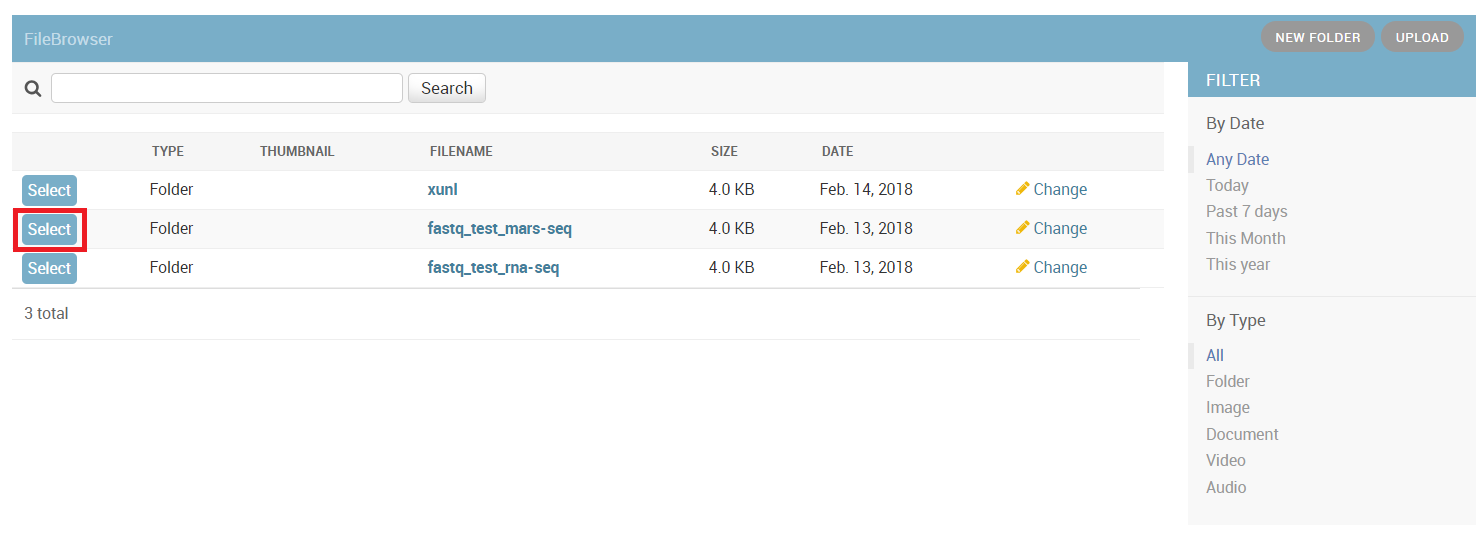 FileBrowser
NEW FOLDER
UPLOAD
Search
TYPE THUMBNAIL FILENAME SIZE DATE
Select Folder xunl 4.0 KB Feb. 14, 2018 Change
Select Folder fastq_test_mars-seq 4.0 KB Feb. 13, 2018 Change
Select Folder fastq_test_rna-seq 4.0 KB Feb. 13, 2018 Change
3 total
FILTER
By Date
Any Date
Today
Past 7 days
This Month
This year
By Type
All
Folder
Image
Document
Video
Audio